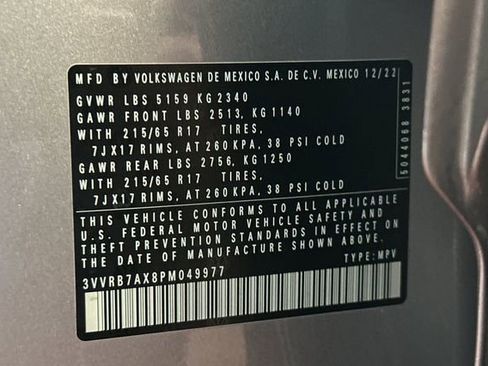 MFD BY VOLKSWAGEN DE MEXICO S.A. DE C.V. MEXICO 12/22
GVWR LBS 5159 KG 2340
GAWR FRONT LBS 2513, KG 1140
WITH 215/65 R17 TIRES,
7JX17 RIMS, AT 260 KPA, 38 PSI COLD
GAWR REAR LBS 2756, KG 1250
WITH 215/65 R17 TIRES,
7JX17 RIMS, AT 260 KPA, 38 PSI COLD
THIS VEHICLE CONFORMS TO ALL APPLICABLE
U.S. FEDERAL MOTOR VEHICLE SAFETY AND
THEFT PREVENTION STANDARDS IN EFFECT ON
THE DATE OF MANUFACTURE SHOWN ABOVE.
3VVRB7AX8PM049977 TYPE: MPV
5044068 3831